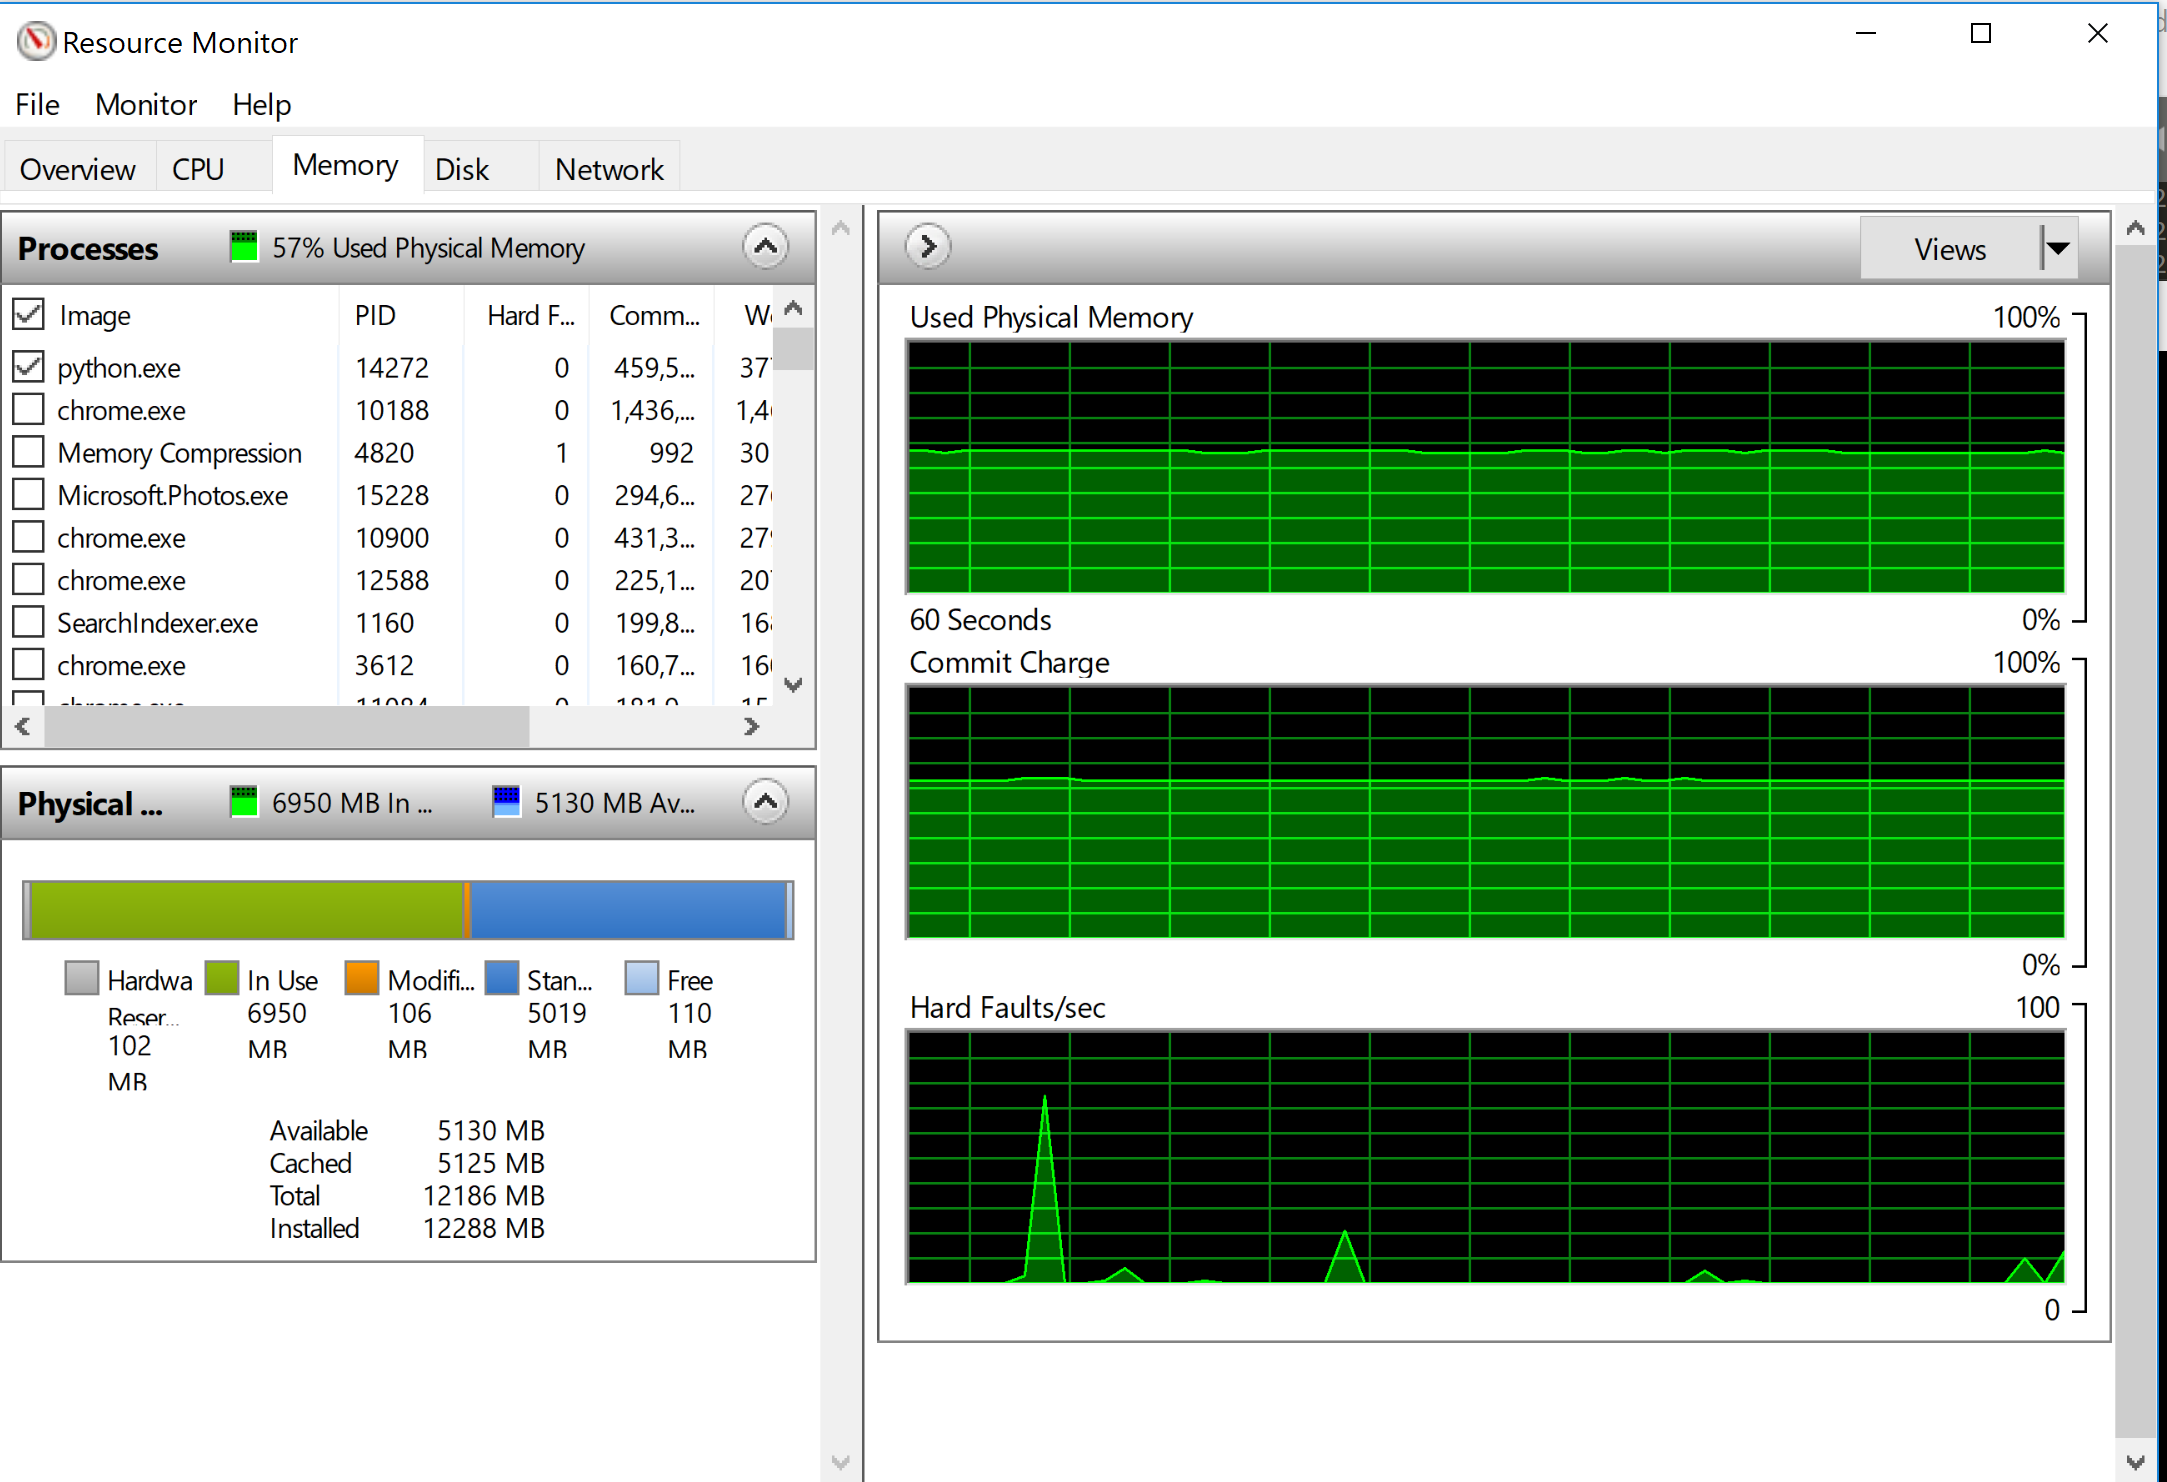 Resource Monitor
File Monitor Help
Overview CPU Memory Disk Network
Processes 57% Used Physical Memory
Image PID Hard F... Comm...
python.exe 14272 0 459,5... 37
chrome.exe 10188 0 1,436,... 1,4
Memory Compression 4820 1 992 30
Microsoft.Photos.exe 15228 0 294,6... 27
chrome.exe 10900 0 431,3... 27
chrome.exe 12588 0 225,1... 20
SearchIndexer.exe 1160 0 199,8... 16
chrome.exe 3612 0 160,7... 16
Physical ... 6950 MB In ... 5130 MB Av...
Hardwa In Use Modifi... Stan... Free
Reser... 6950 106 5019 110
102 MB MB MB MB
MB
Available 5130 MB
Cached 5125 MB
Total 12186 MB
Installed 12288 MB
Views
Used Physical Memory 100%
60 Seconds 0%
Commit Charge 100%
0%
Hard Faults/sec 100
0